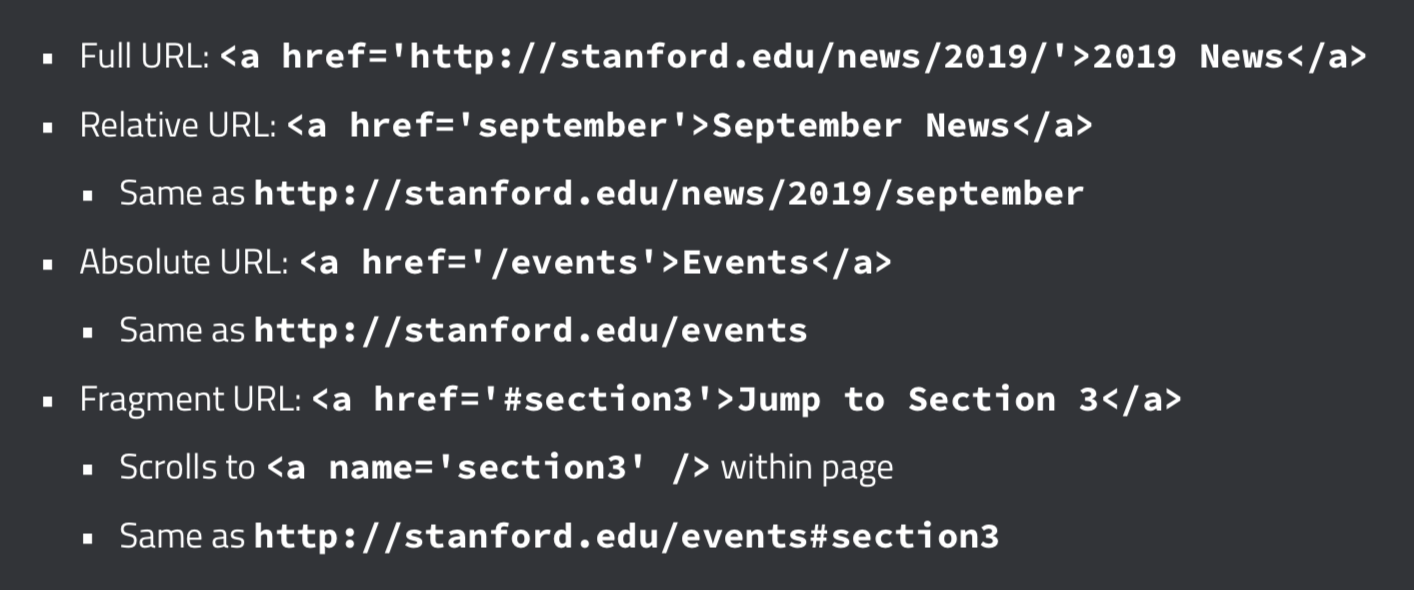 ▪ Full URL: <a href='http://stanford.edu/news/2019/'>2019 News</a>
▪ Relative URL: <a href='september'>September News</a>
▪ Same as http://stanford.edu/news/2019/september
▪ Absolute URL: <a href='/events'>Events</a>
▪ Same as http://stanford.edu/events
▪ Fragment URL: <a href='#section3'>Jump to Section 3</a>
▪ Scrolls to <a name='section3' /> within page
▪ Same as http://stanford.edu/events#section3